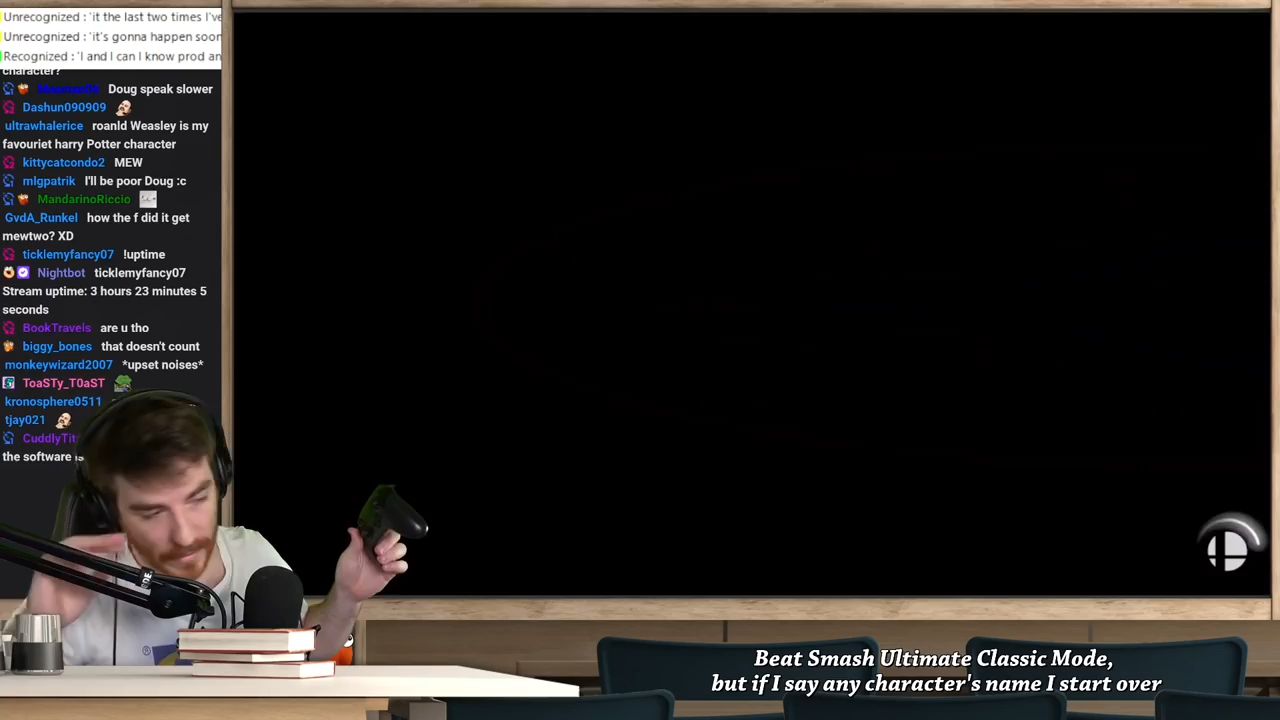 Unrecognized : 'it the last two times I've
Unrecognized : 'it's gonna happen soon
Recognized : 'I and I can I know prod an
character?
Doug speak slower
Dashun090909
ultrawhalerice roanld Weasley is my
favouriet harry Potter character
kittycatcondo2 MEW
mlgpatrik I'll be poor Doug :c
MandarinoRiccio
GvdA_Runkel how the f did it get
mewtwo? XD
ticklemyfancy07 !uptime
Nightbot ticklemyfancy07
Stream uptime: 3 hours 23 minutes 5
seconds
BookTravels are u tho
biggy_bones that doesn't count
monkeywizard2007 *upset noises*
ToaSTy_T0aST
kronosphere0511
tjay021
CuddlyTit
the software is
Beat Smash Ultimate Classic Mode,
but if I say any character's name I start over